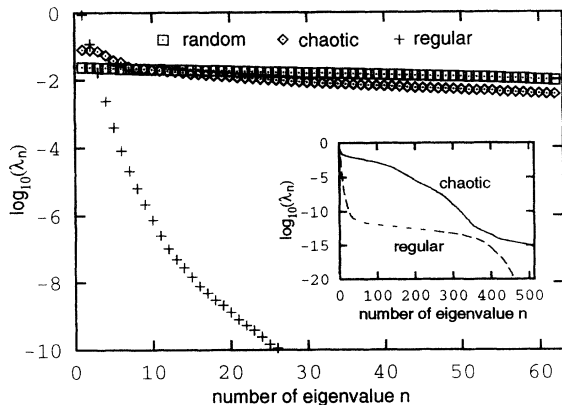 0
-2
-4
-6
-8
-10
log10(λn)
□ random ◇ chaotic + regular
0
-5
-10
-15
-20
log10(λn)
chaotic
regular
0 100 200 300 400 500
number of eigenvalue n
0 10 20 30 40 50 60
number of eigenvalue n